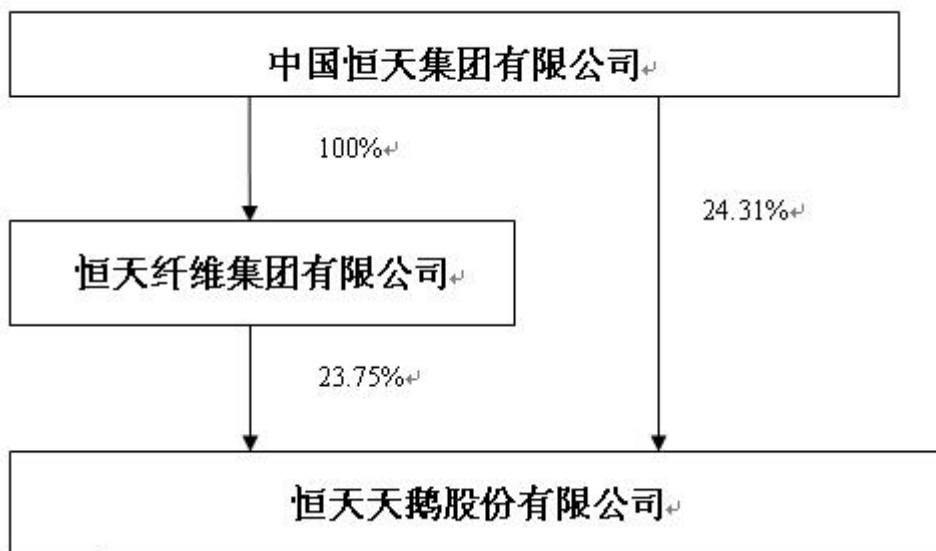 中国恒天集团有限公司
100%
24.31%
恒天纤维集团有限公司
23.75%
恒天天鹅股份有限公司